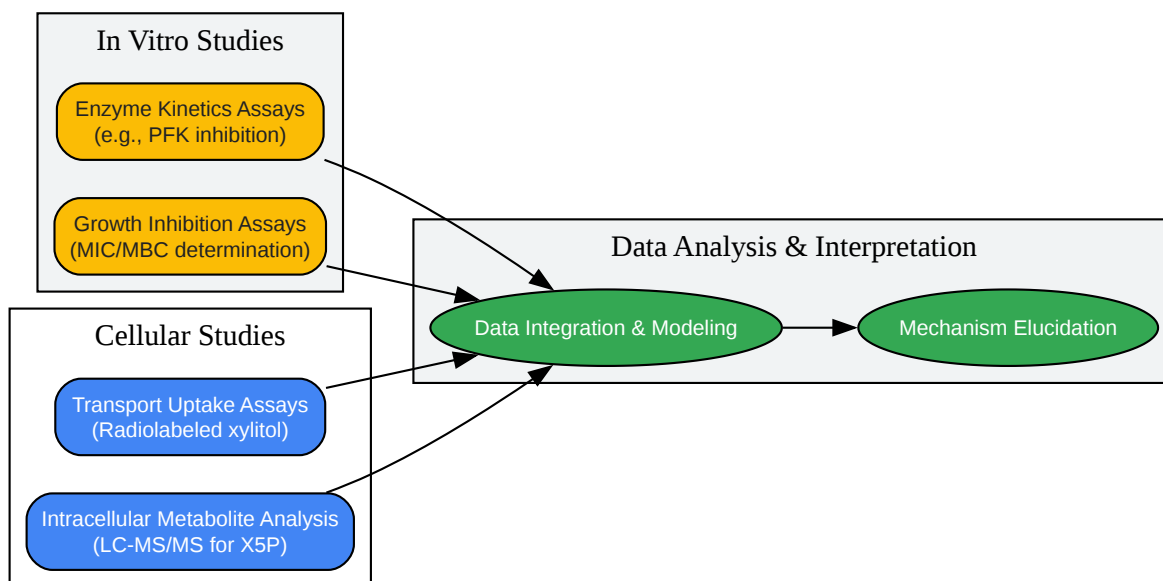 In Vitro Studies
Enzyme Kinetics Assays
(e.g., PFK inhibition)
Growth Inhibition Assays
(MIC/MBC determination)
Cellular Studies
Transport Uptake Assays
(Radiolabeled xylitol)
Intracellular Metabolite Analysis
(LC-MS/MS for X5P)
Data Analysis & Interpretation
Data Integration & Modeling
Mechanism Elucidation